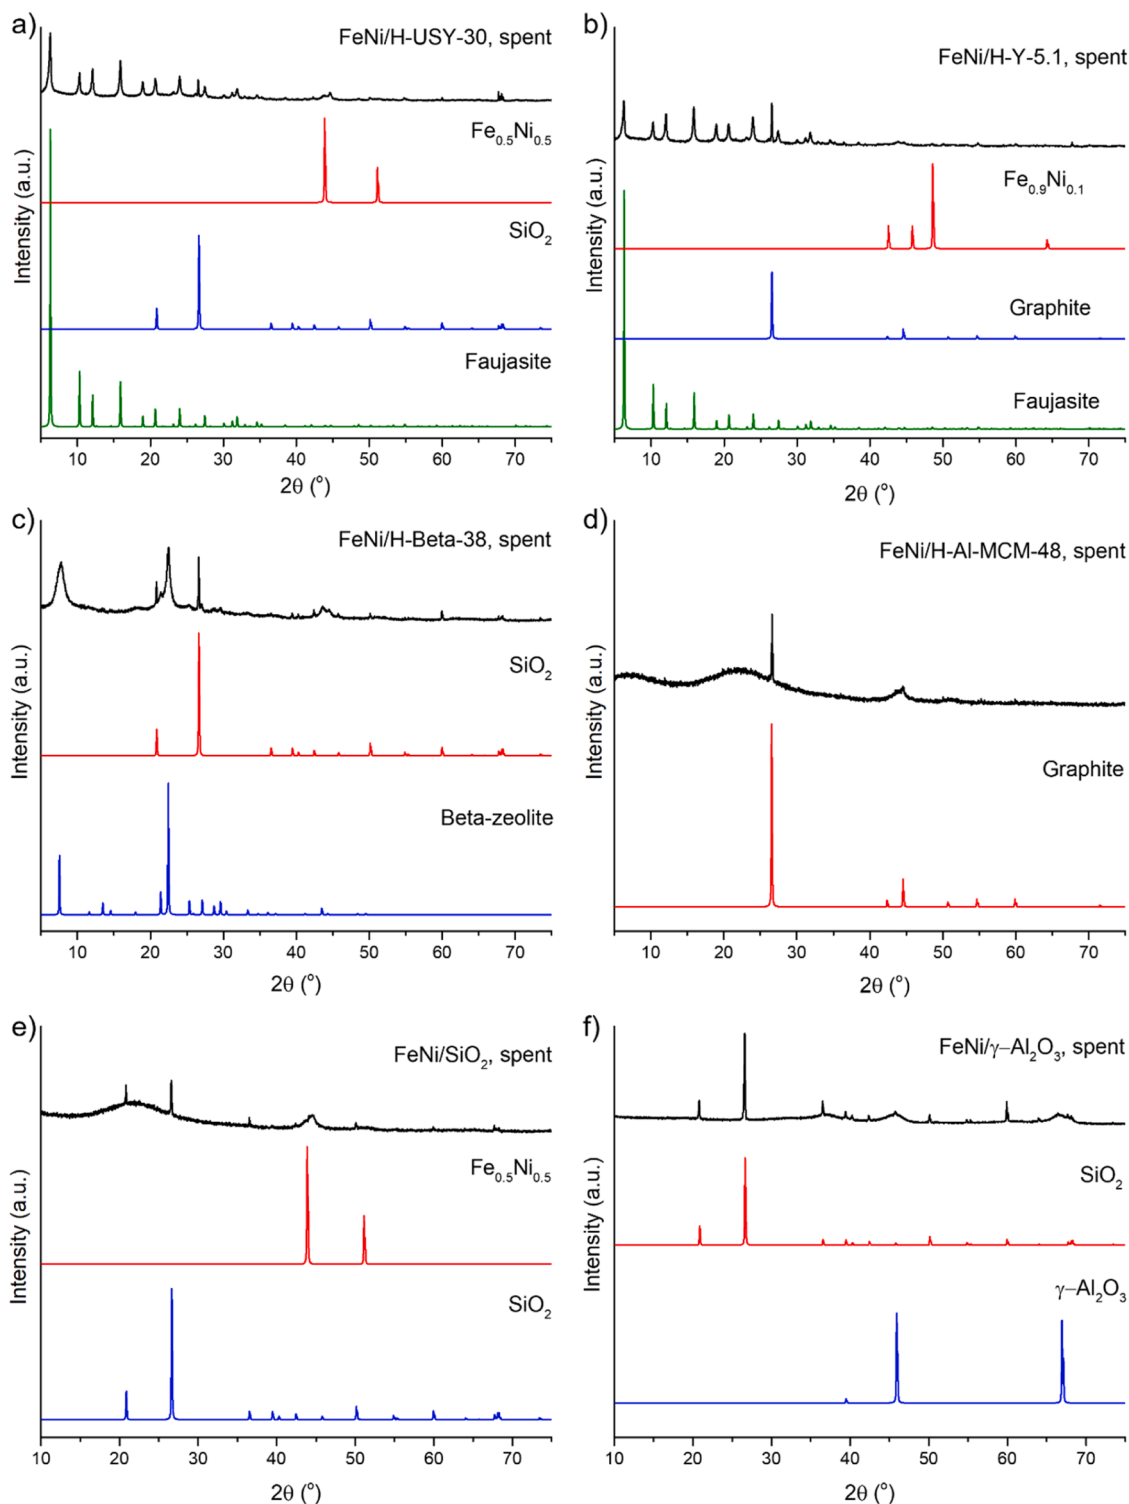 a)
FeNi/H-USY-30, spent
Fe0.5Ni0.5
SiO2
Faujasite
Intensity (a.u.)
10 20 30 40 50 60 70
2θ (°)
b)
FeNi/H-Y-5.1, spent
Fe0.9Ni0.1
Graphite
Faujasite
Intensity (a.u.)
10 20 30 40 50 60 70
2θ (°)
c)
FeNi/H-Beta-38, spent
SiO2
Beta-zeolite
Intensity (a.u.)
10 20 30 40 50 60 70
2θ (°)
d)
FeNi/H-Al-MCM-48, spent
Graphite
Intensity (a.u.)
10 20 30 40 50 60 70
2θ (°)
e)
FeNi/SiO2, spent
Fe0.5Ni0.5
SiO2
Intensity (a.u.)
10 20 30 40 50 60 70
2θ (°)
f)
FeNi/γ–Al2O3, spent
SiO2
γ–Al2O3
Intensity (a.u.)
10 20 30 40 50 60 70
2θ (°)